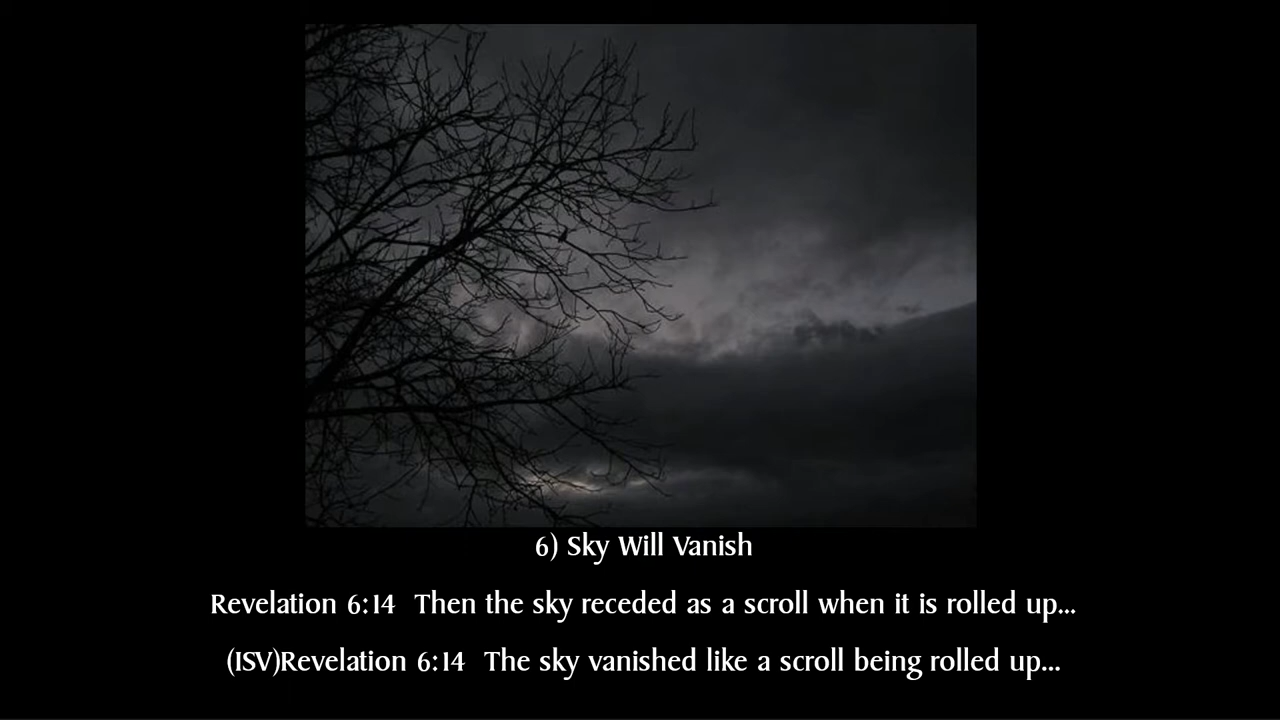 6) Sky Will Vanish
Revelation 6:14  Then the sky receded as a scroll when it is rolled up...
(ISV)Revelation 6:14  The sky vanished like a scroll being rolled up...